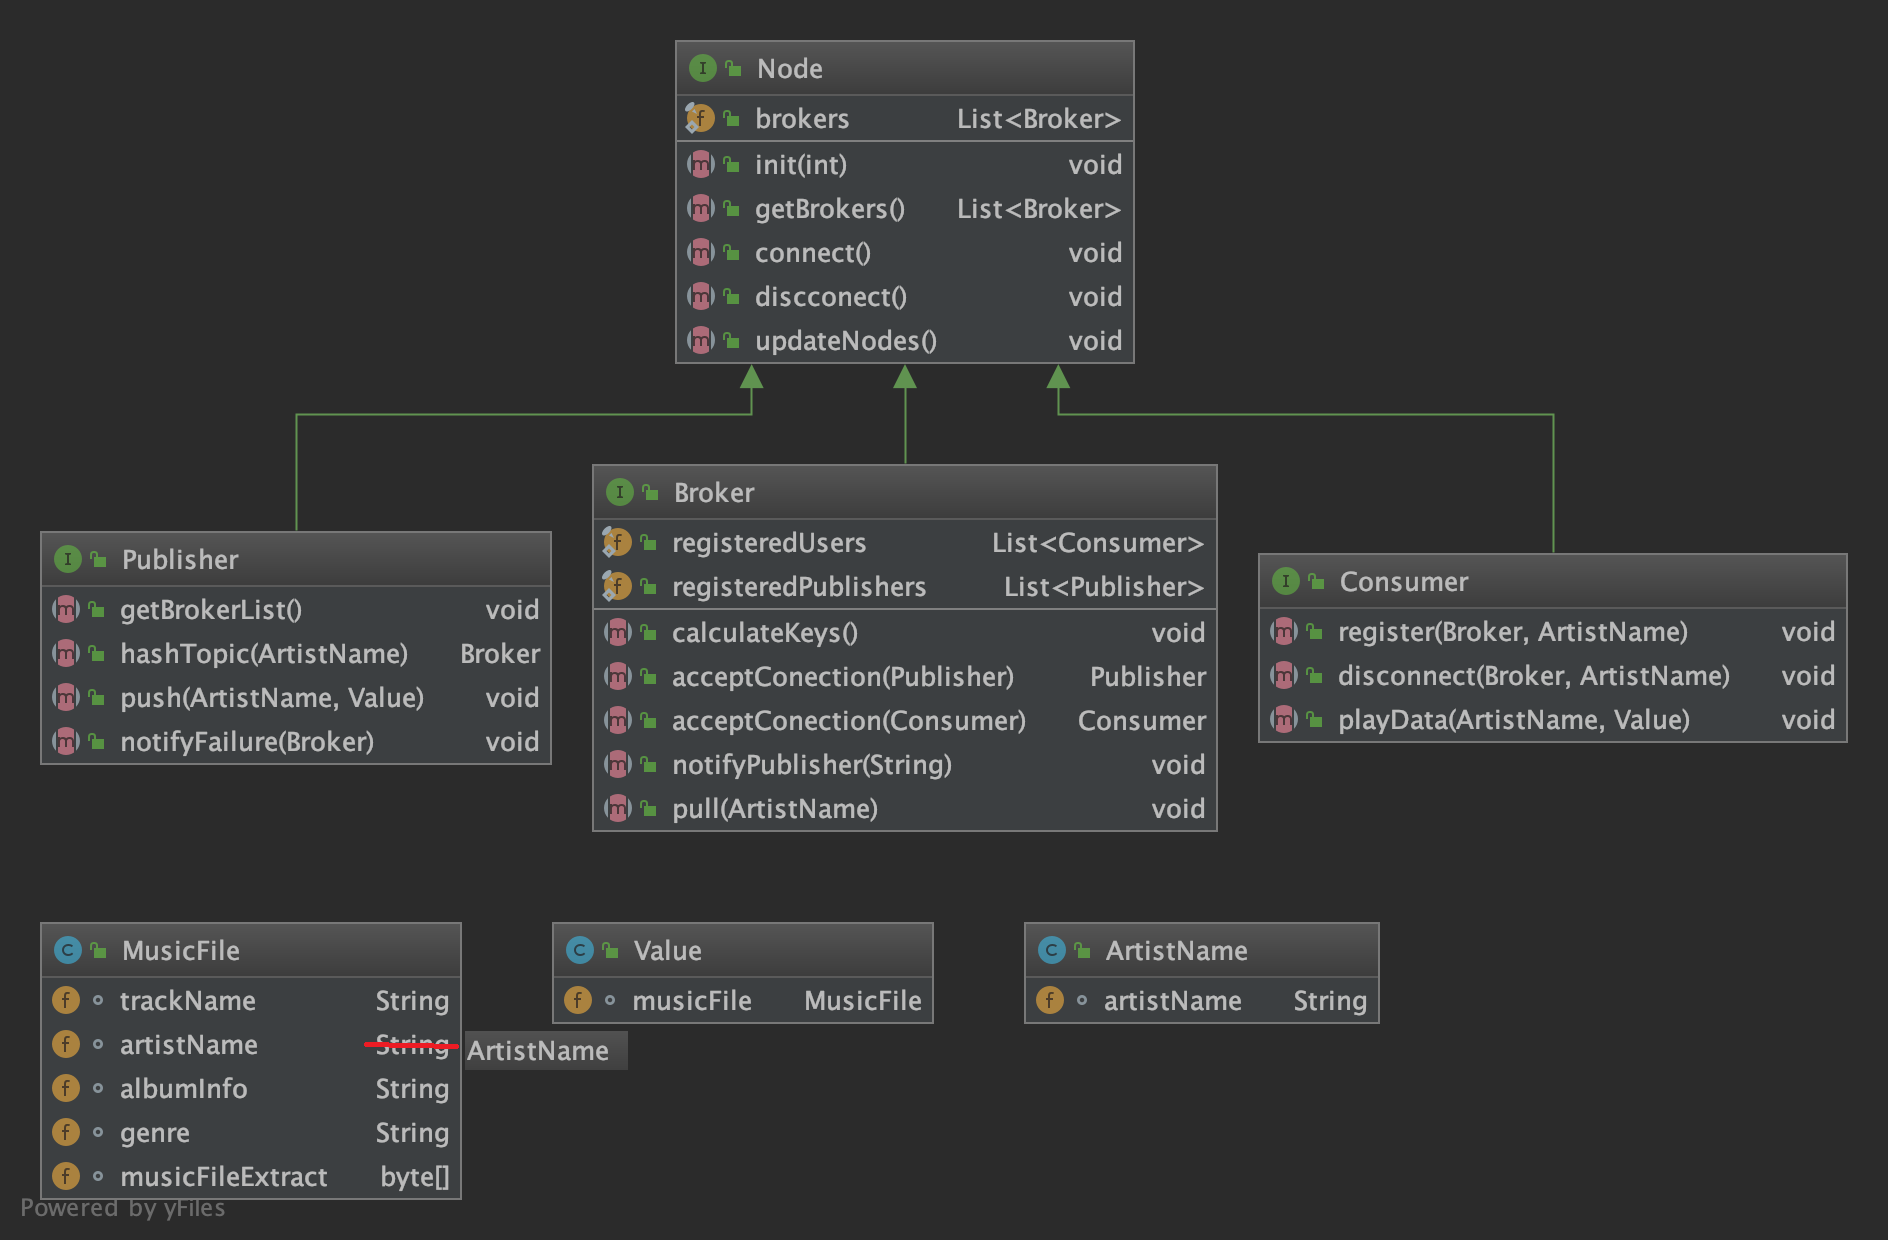 Node
brokers List<Broker>
init(int) void
getBrokers() List<Broker>
connect() void
discconect() void
updateNodes() void
Publisher
getBrokerList() void
hashTopic(ArtistName) Broker
push(ArtistName, Value) void
notifyFailure(Broker) void
Broker
registeredUsers List<Consumer>
registeredPublishers List<Publisher>
calculateKeys() void
acceptConection(Publisher) Publisher
acceptConection(Consumer) Consumer
notifyPublisher(String) void
pull(ArtistName) void
Consumer
register(Broker, ArtistName) void
disconnect(Broker, ArtistName) void
playData(ArtistName, Value) void
MusicFile
trackName String
artistName String ArtistName
albumInfo String
genre String
musicFileExtract byte[]
Value
musicFile MusicFile
ArtistName
artistName String
Powered by yFiles